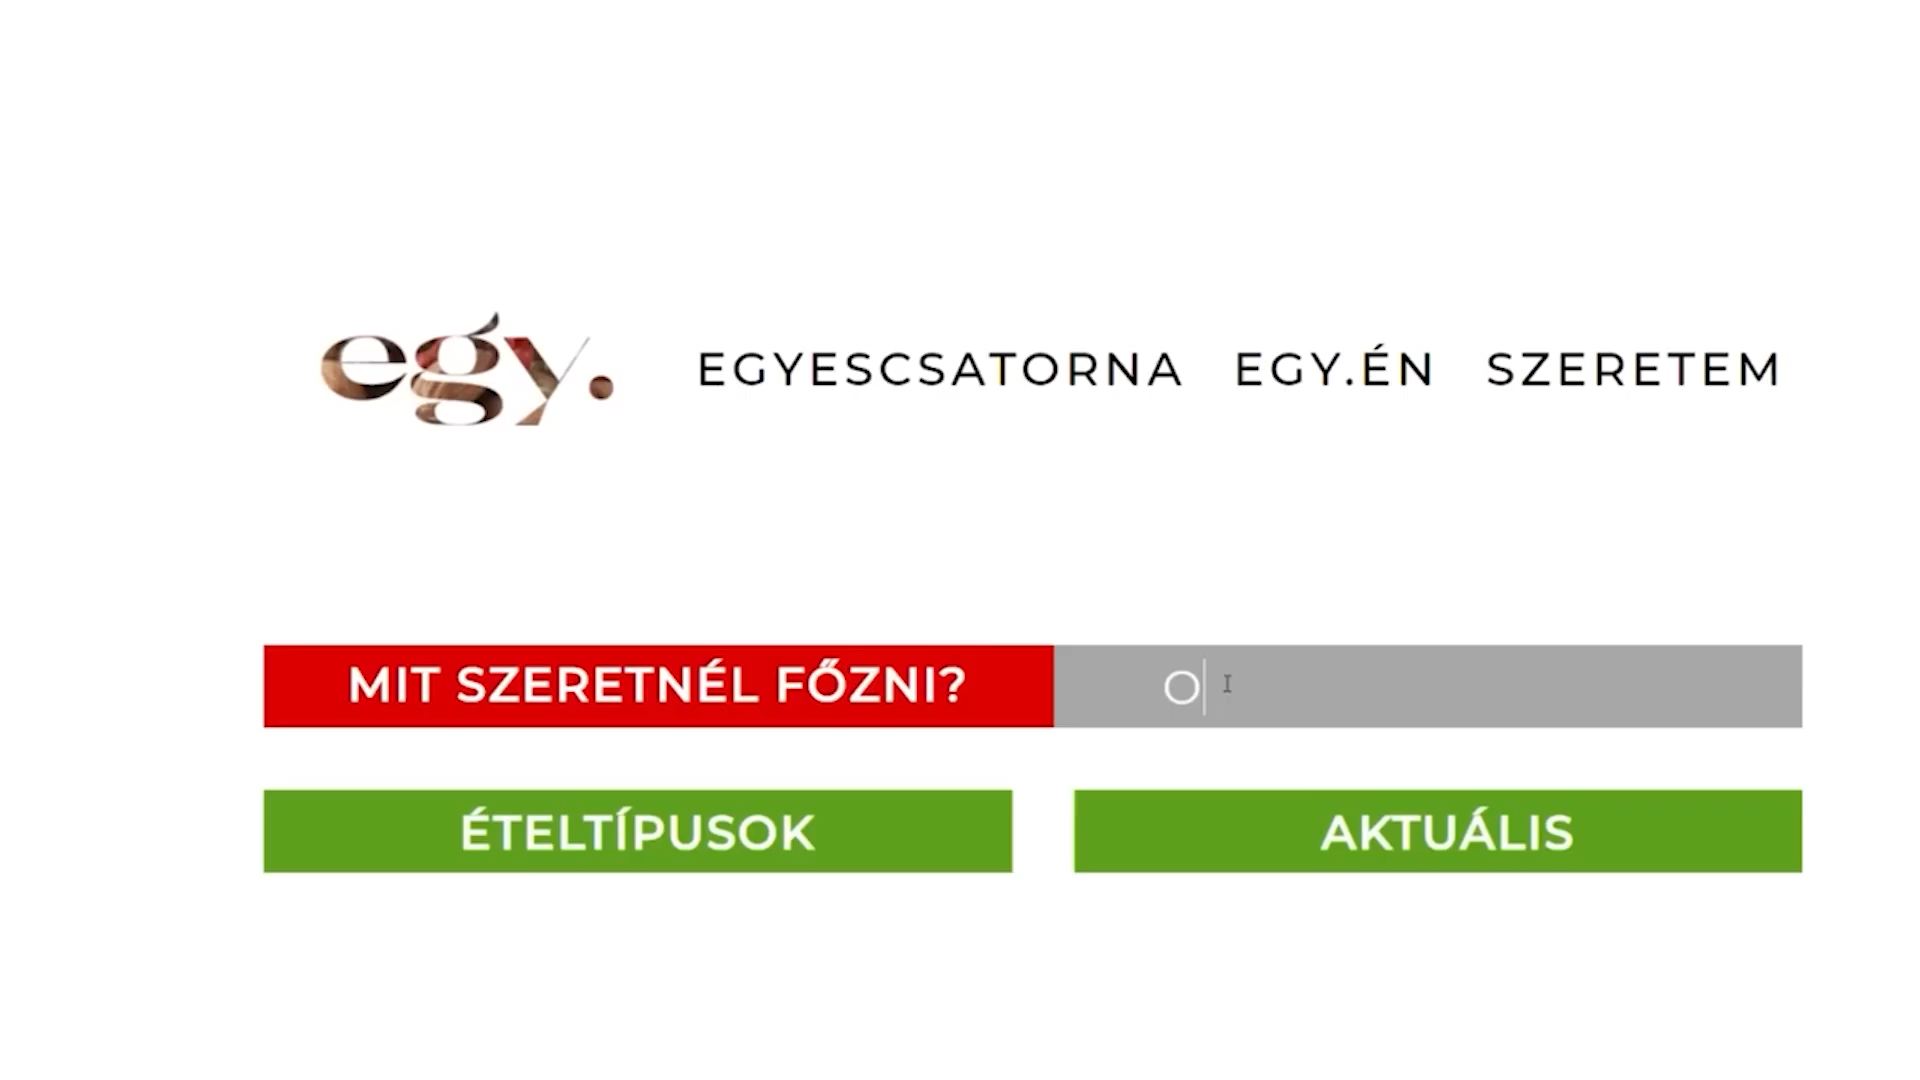 egy. EGYESCSATORNA EGY.ÉN SZERETEM
MIT SZERETNÉL FŐZNI? O
ÉTELTÍPUSOK AKTUÁLIS